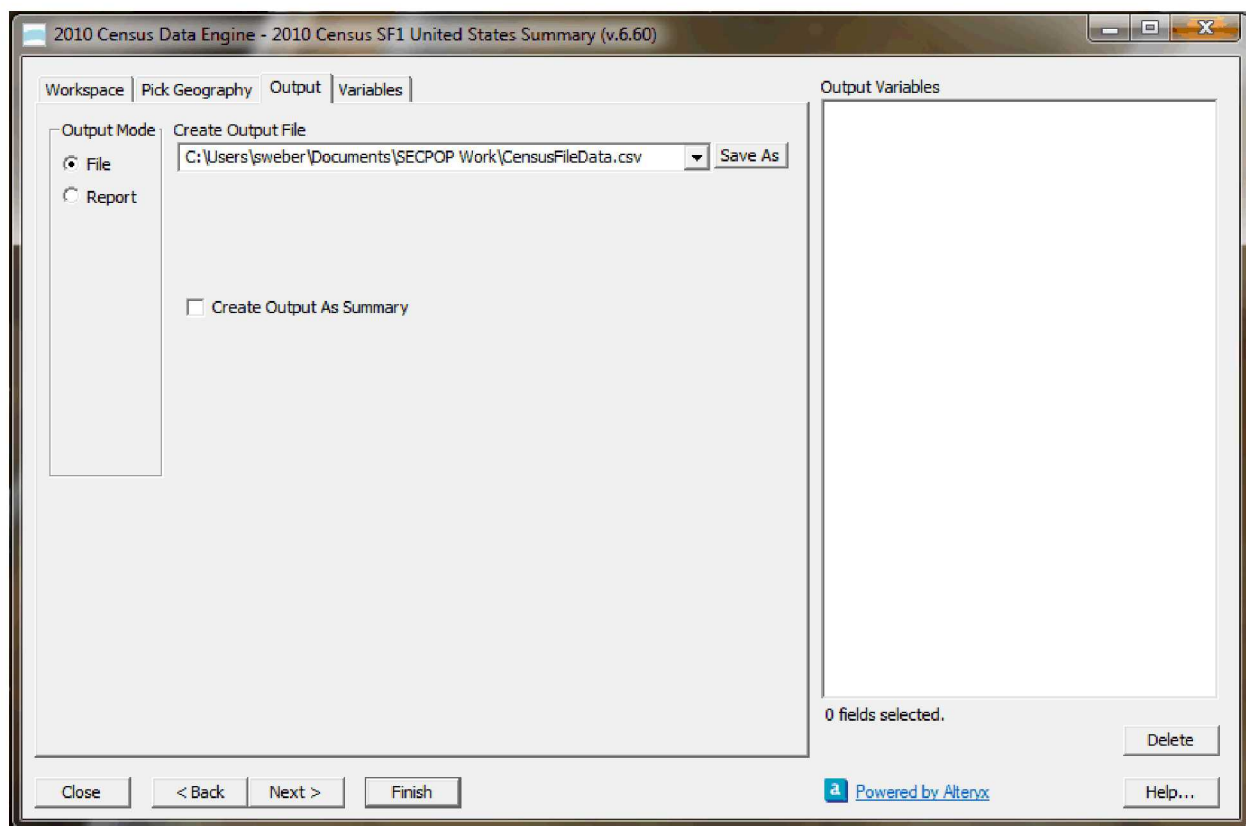 2010 Census Data Engine - 2010 Census SF1 United States Summary (v.6.60)
Workspace Pick Geography Output Variables
Output Mode
File
Report
Create Output File
C:\Users\sweber\Documents\SECPOP Work\CensusFileData.csv Save As
Create Output As Summary
Output Variables
0 fields selected.
Delete
Close < Back Next > Finish
a Powered by Alteryx
Help...